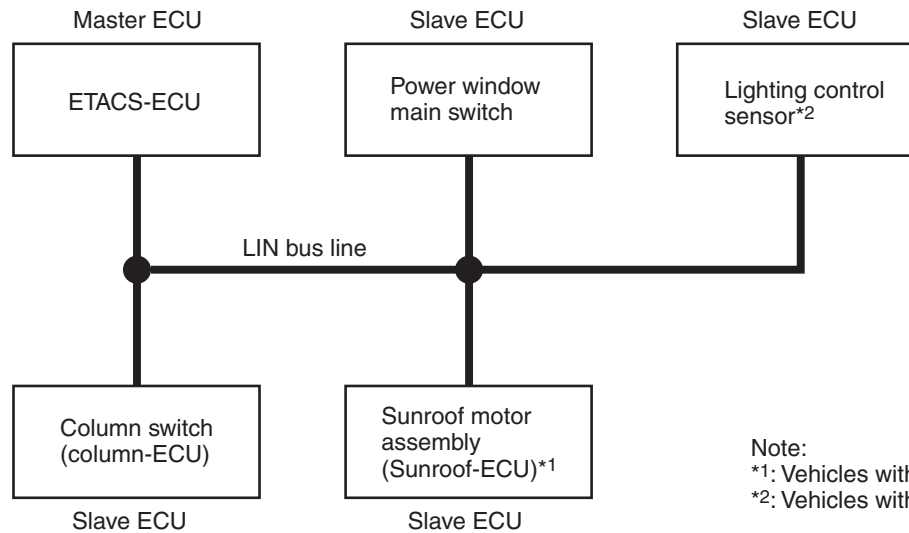 Master ECU
Slave ECU
Slave ECU
ETACS-ECU
Power window
main switch
Lighting control
sensor*2
LIN bus line
Column switch
(column-ECU)
Sunroof motor
assembly
(Sunroof-ECU)*1
Slave ECU
Slave ECU
Note:
*1: Vehicles with
*2: Vehicles with